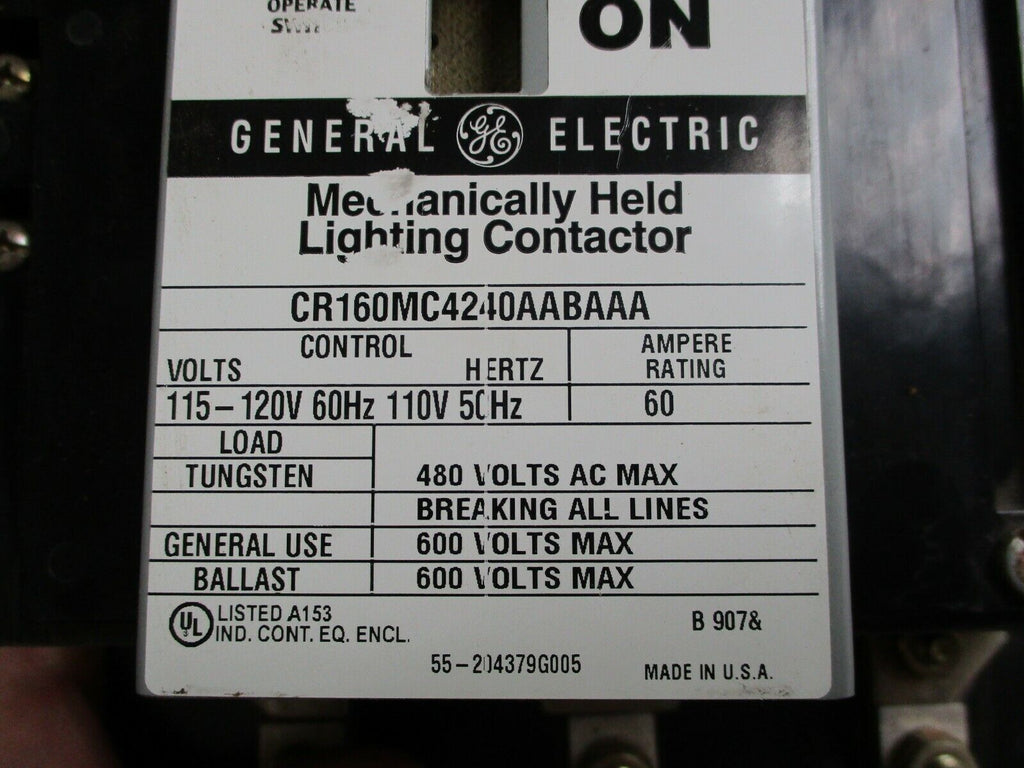 OPERATE
ON
GENERAL GE ELECTRIC
Mechanically Held
Lighting Contactor
CR160MC4240AABAAA
CONTROL
VOLTS HERTZ
AMPERE
RATING
115-120V 60Hz 110V 50Hz 60
LOAD
TUNGSTEN 480 VOLTS AC MAX
BREAKING ALL LINES
GENERAL USE 600 VOLTS MAX
BALLAST 600 VOLTS MAX
UL LISTED A153
IND. CONT. EQ. ENCL.
B 907&
55-204379G005
MADE IN U.S.A.